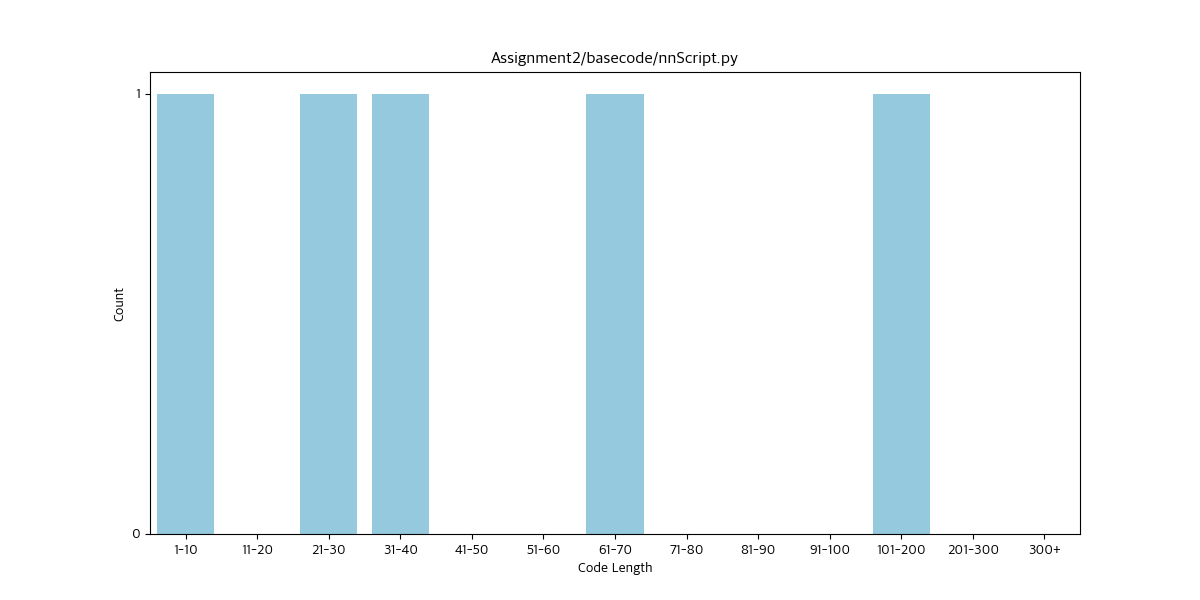 Assignment2/basecode/nnScript.py
1
Count
0
1-10 11-20 21-30 31-40 41-50 51-60 61-70 71-80 81-90 91-100 101-200 201-300 300+
Code Length